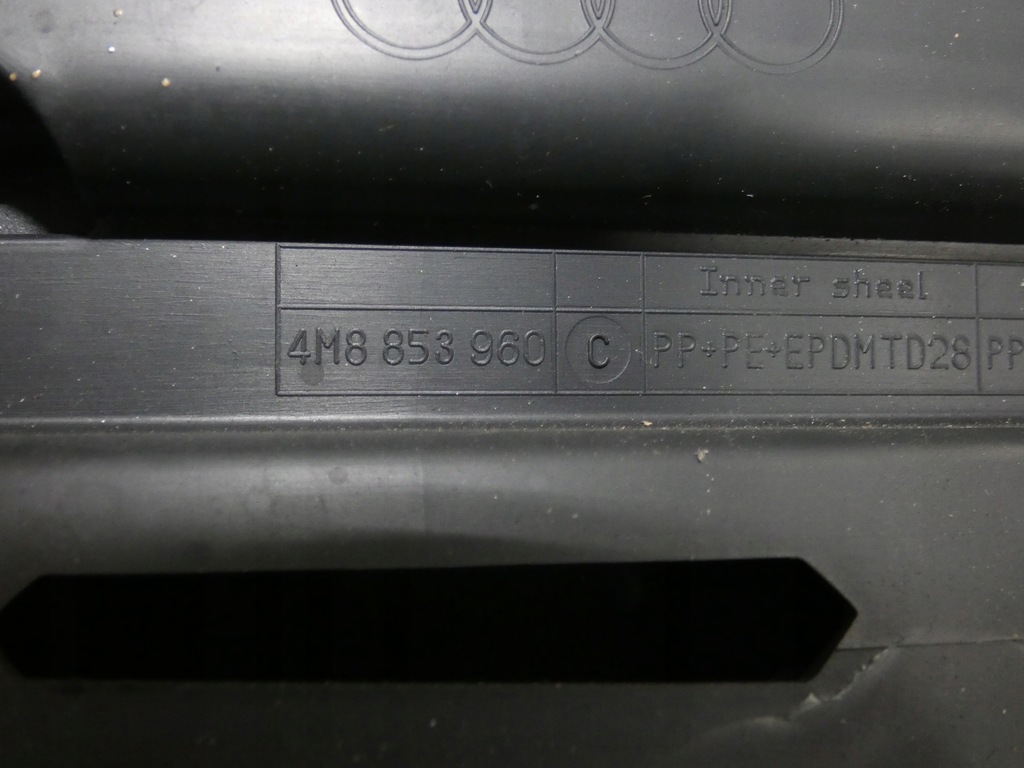 Inner sheel
4M8 853 960 C PP+PE+EPDMTD28 PP